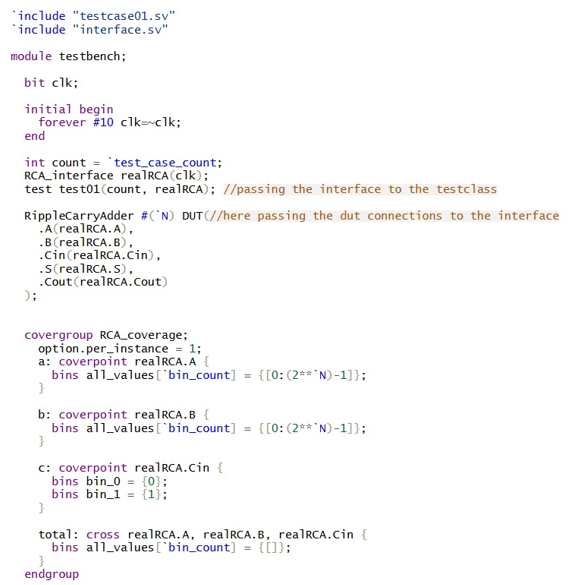 `include "testcase01.sv"
`include "interface.sv"
module testbench;
bit clk;
initial begin
forever #10 clk=~clk;
end
int count = `test_case_count;
RCA_interface realRCA(clk);
test test01(count, realRCA); //passing the interface to the testclass
RippleCarryAdder #(`N) DUT(//here passing the dut connections to the interface
.A(realRCA.A),
.B(realRCA.B),
.Cin(realRCA.Cin),
.S(realRCA.S),
.Cout(realRCA.Cout)
);
covergroup RCA_coverage;
option.per_instance = 1;
a: coverpoint realRCA.A {
bins all_values[`bin_count] = {[0:(2**`N)-1]};
}
b: coverpoint realRCA.B {
bins all_values[`bin_count] = {[0:(2**`N)-1]};
}
c: coverpoint realRCA.Cin {
bins bin_0 = {0};
bins bin_1 = {1};
}
total: cross realRCA.A, realRCA.B, realRCA.Cin {
bins all_values[`bin_count] = {[]};
}
endgroup